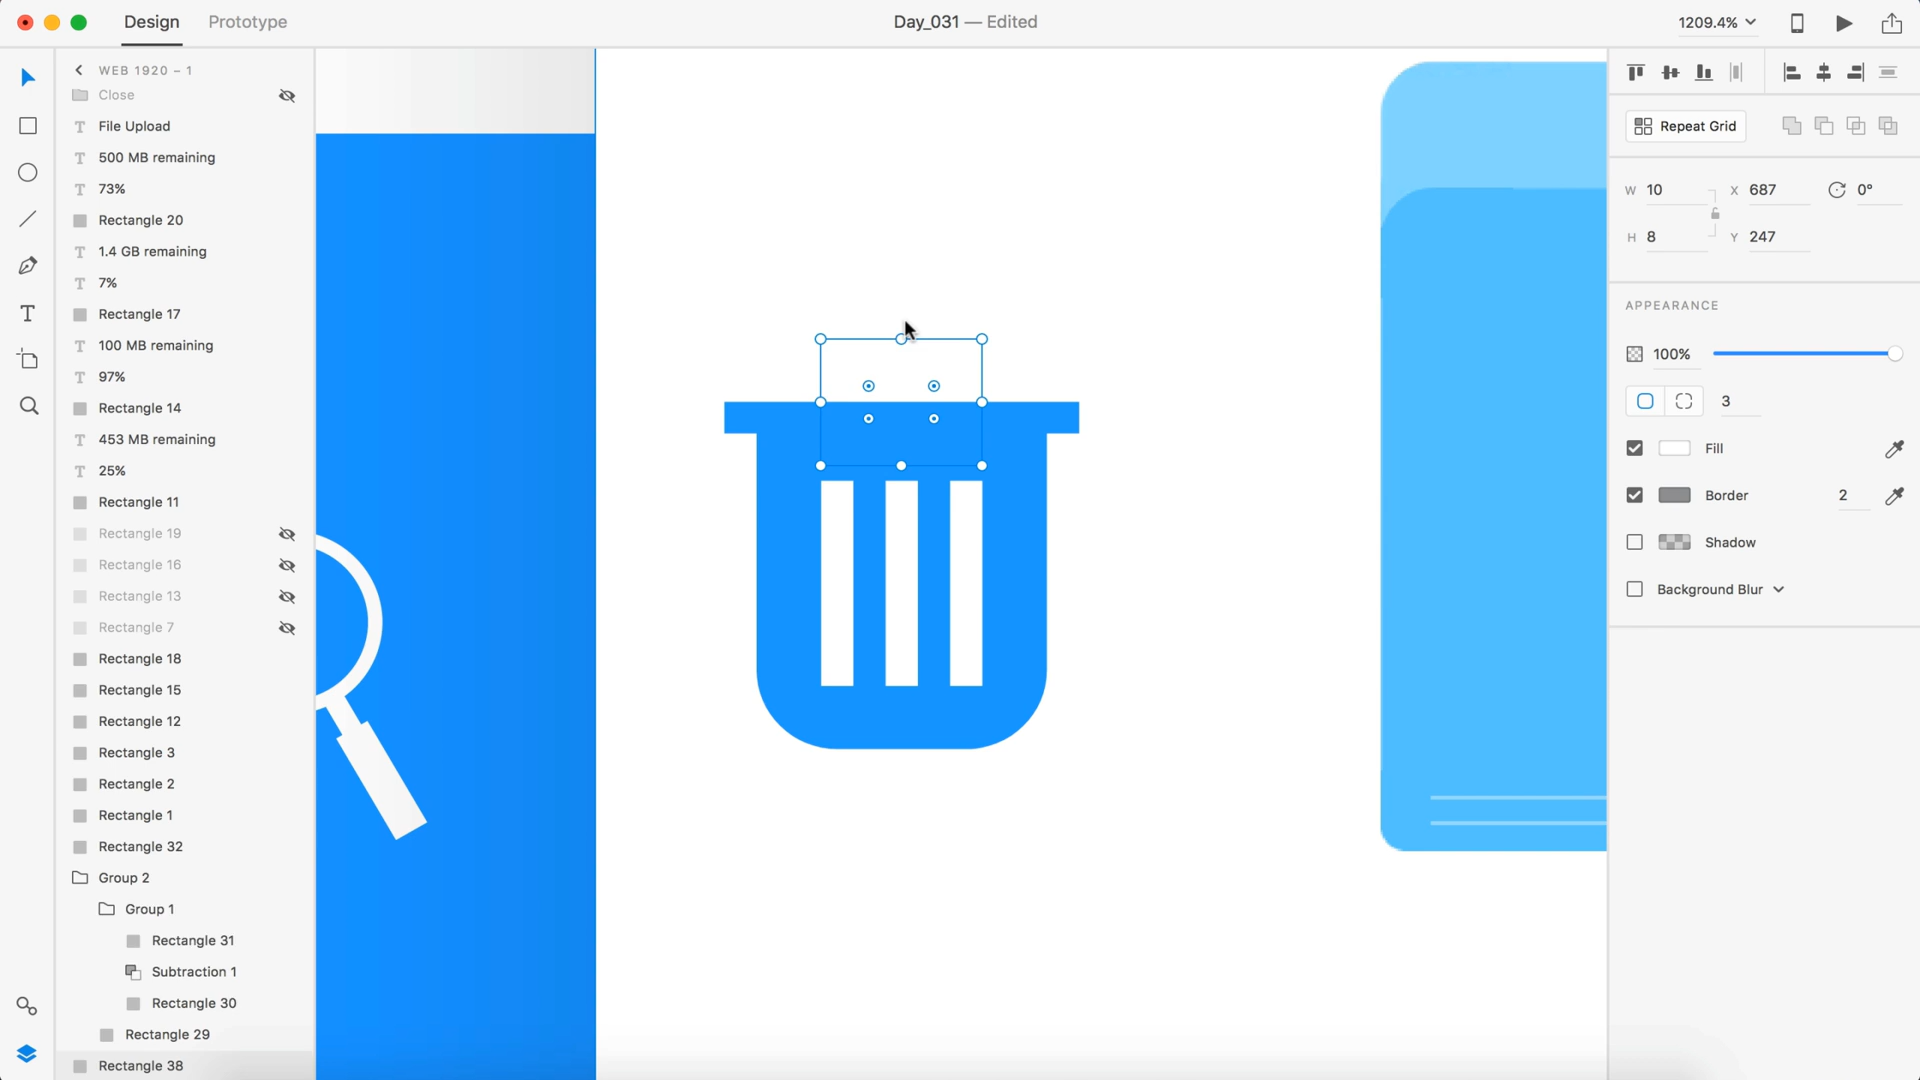 Design
Prototype
Day_031 — Edited
1209.4%
WEB 1920 – 1
Close
File Upload
500 MB remaining
73%
Rectangle 20
1.4 GB remaining
7%
Rectangle 17
100 MB remaining
97%
Rectangle 14
453 MB remaining
25%
Rectangle 11
Rectangle 19
Rectangle 16
Rectangle 13
Rectangle 7
Rectangle 18
Rectangle 15
Rectangle 12
Rectangle 3
Rectangle 2
Rectangle 1
Rectangle 32
Group 2
Group 1
Rectangle 31
Subtraction 1
Rectangle 30
Rectangle 29
Rectangle 38
Repeat Grid
W 10 X 687 0°
H 8 Y 247
APPEARANCE
100%
3
Fill
Border 2
Shadow
Background Blur